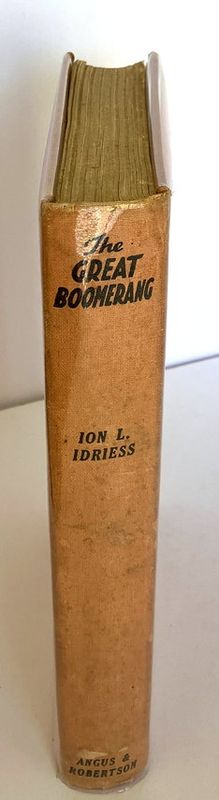 The
GREAT
BOOMERANG
ION L.
IDRIESS
ANGUS &
ROBERTSON